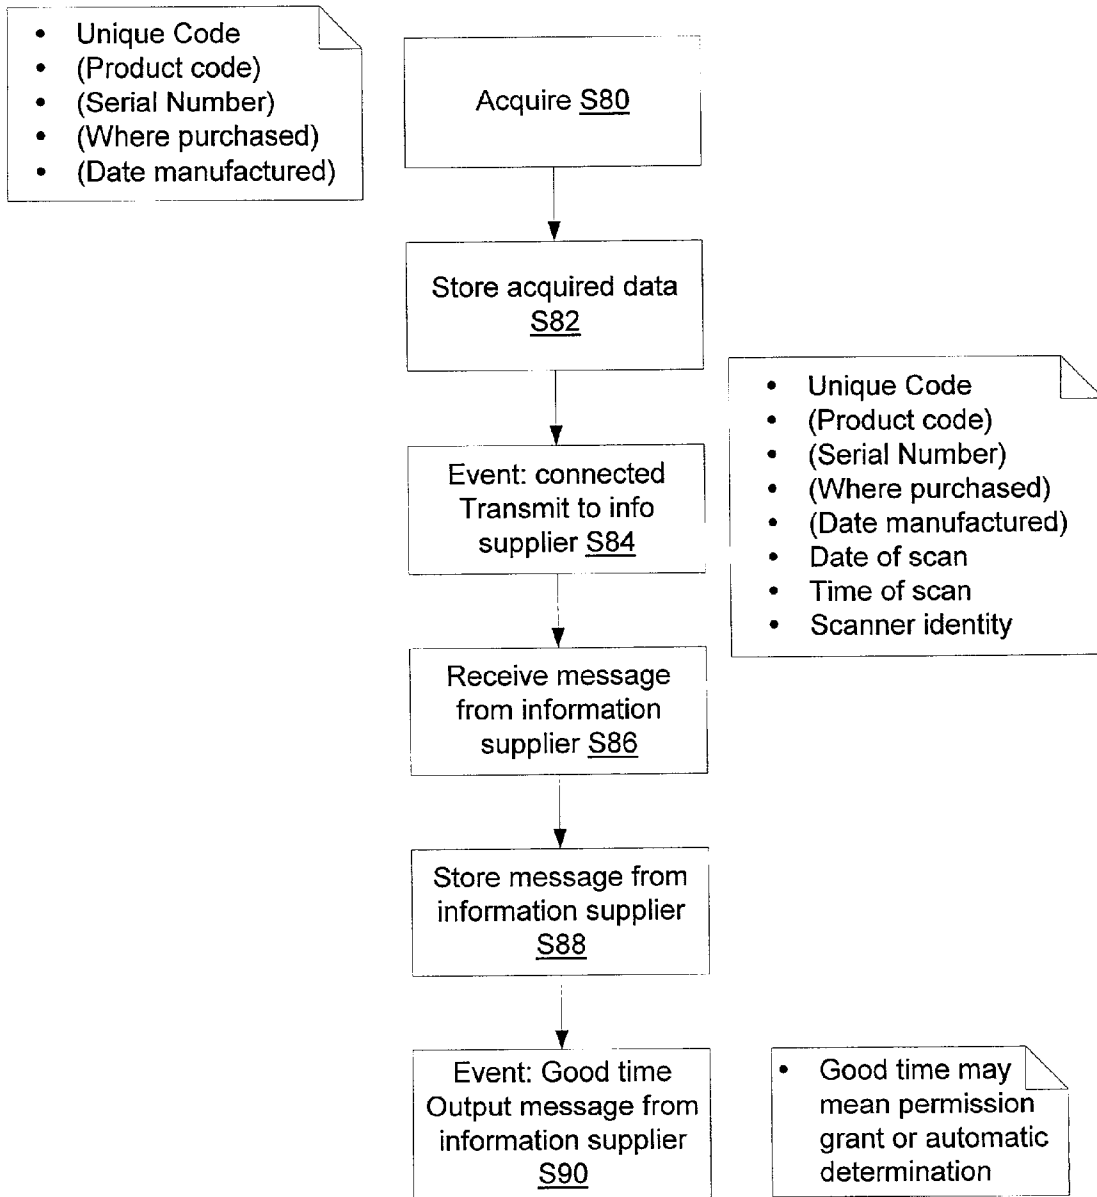 • Unique Code
• (Product code)
• (Serial Number)
• (Where purchased)
• (Date manufactured)
Acquire S80
Store acquired data
S82
Event: connected
Transmit to info
supplier S84
• Unique Code
• (Product code)
• (Serial Number)
• (Where purchased)
• (Date manufactured)
• Date of scan
• Time of scan
• Scanner identity
Receive message
from information
supplier S86
Store message from
information supplier
S88
Event: Good time
Output message from
information supplier
S90
• Good time may
mean permission
grant or automatic
determination